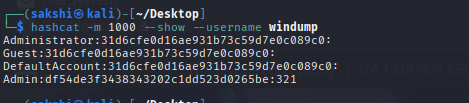 (sakshi㉿kali)-[~/Desktop]
$ hashcat -m 1000 --show --username windump
Administrator:31d6cfe0d16ae931b73c59d7e0c089c0:
Guest:31d6cfe0d16ae931b73c59d7e0c089c0:
DefaultAccount:31d6cfe0d16ae931b73c59d7e0c089c0:
Admin:df54de3f3438343202c1dd523d0265be:321